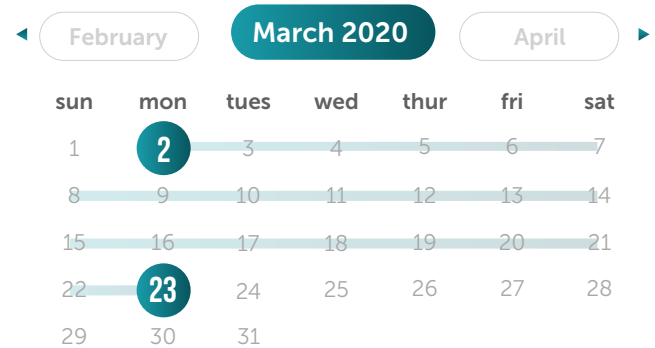 February March 2020 April
sun mon tues wed thur fri sat
1 2 3 4 5 6 7
8 9 10 11 12 13 14
15 16 17 18 19 20 21
22 23 24 25 26 27 28
29 30 31